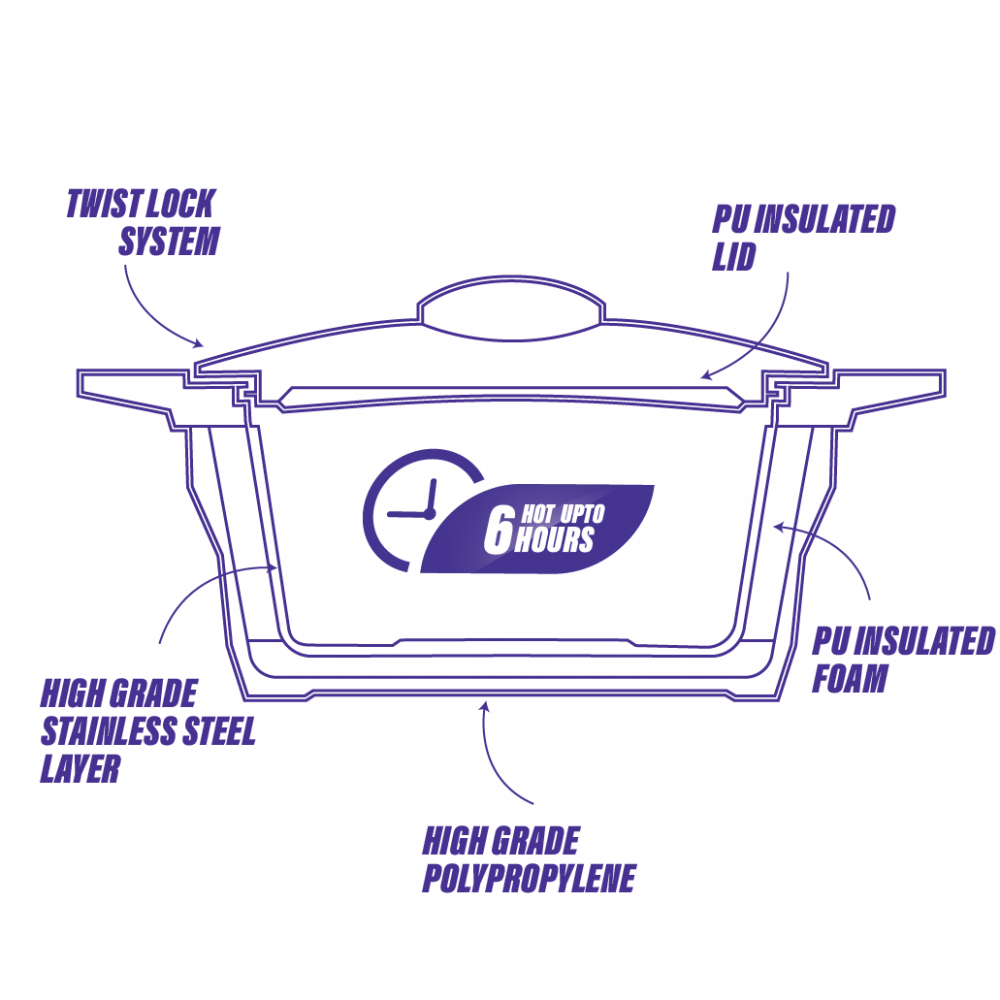 TWIST LOCK
SYSTEM
PU INSULATED
LID
6 HOT UPTO
HOURS
PU INSULATED
FOAM
HIGH GRADE
STAINLESS STEEL
LAYER
HIGH GRADE
POLYPROPYLENE